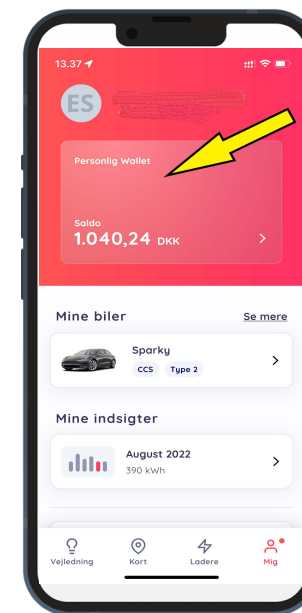 13.37
ES
Personlig Wallet
Saldo
1.040,24 DKK
Mine biler
Se mere
Sparky
CCS
Type 2
Mine indsigter
August 2022
390 kWh
Vejledning
Kort
Ladere
Mig